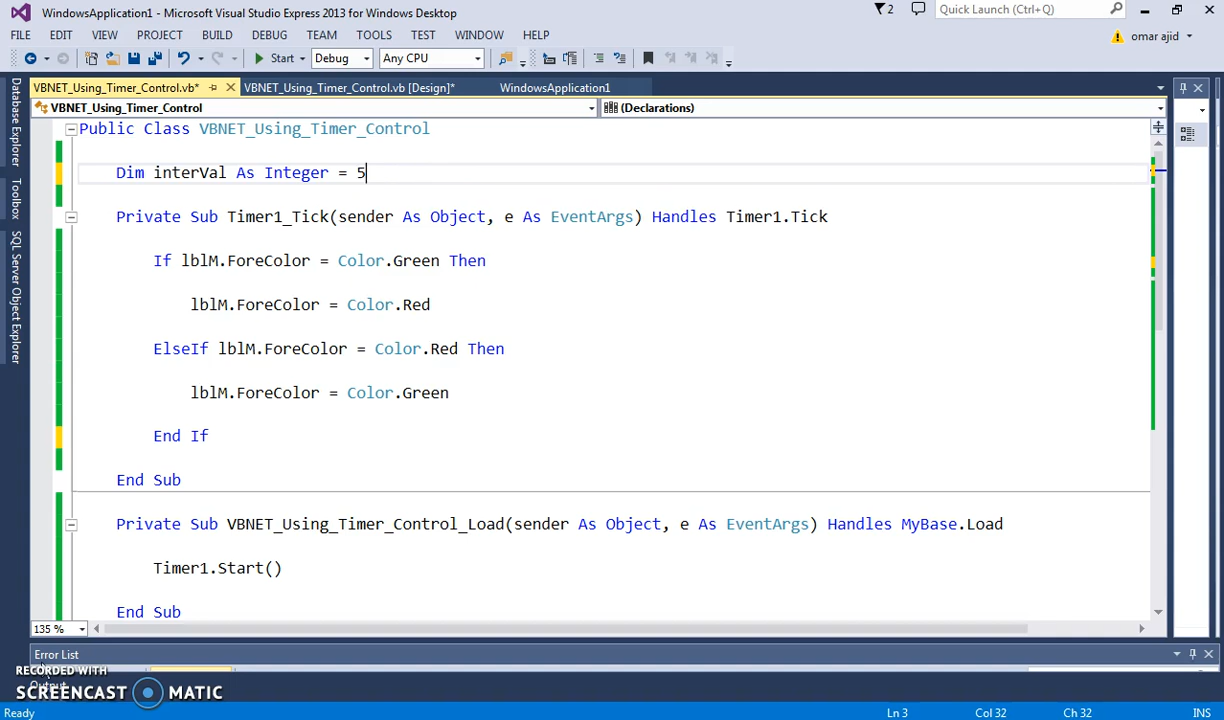 WindowsApplication1 - Microsoft Visual Studio Express 2013 for Windows Desktop
2
Quick Launch (Ctrl+Q)
FILE EDIT VIEW PROJECT BUILD DEBUG TEAM TOOLS TEST WINDOW HELP
omar ajid
Start Debug Any CPU
VBNET_Using_Timer_Control.vb* VBNET_Using_Timer_Control.vb [Design]* WindowsApplication1
VBNET_Using_Timer_Control (Declarations)
Database Explorer
Toolbox
SQL Server Object Explorer
Public Class VBNET_Using_Timer_Control
Dim interVal As Integer = 5
Private Sub Timer1_Tick(sender As Object, e As EventArgs) Handles Timer1.Tick
If lblM.ForeColor = Color.Green Then
lblM.ForeColor = Color.Red
ElseIf lblM.ForeColor = Color.Red Then
lblM.ForeColor = Color.Green
End If
End Sub
Private Sub VBNET_Using_Timer_Control_Load(sender As Object, e As EventArgs) Handles MyBase.Load
Timer1.Start()
End Sub
135 %
Error List
RECORDED WITH
Output
SCREENCAST MATIC
Ready Ln 3 Col 32 Ch 32 INS